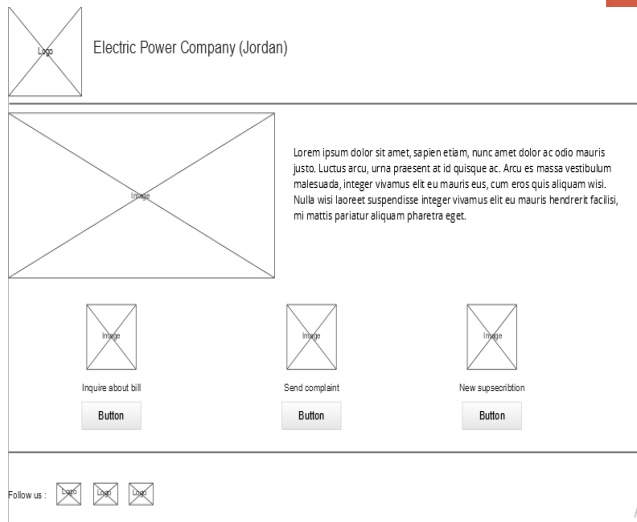 Logo
Electric Power Company (Jordan)
Image
Lorem ipsum dolor sit amet, sapien etiam, nunc amet dolor ac odio mauris
justo. Luctus arcu, urna praesent at id quisque ac. Arcu es massa vestibulum
malesuada, integer vivamus elit eu mauris eus, cum eros quis aliquam wisi.
Nulla wisi laoreet suspendisse integer vivamus elit eu mauris hendrerit facilisi,
mi mattis pariatur aliquam pharetra eget.
Image Image Image
Inquire about bill Send complaint New supsecribtion
Button Button Button
Follow us : Logo Logo Logo